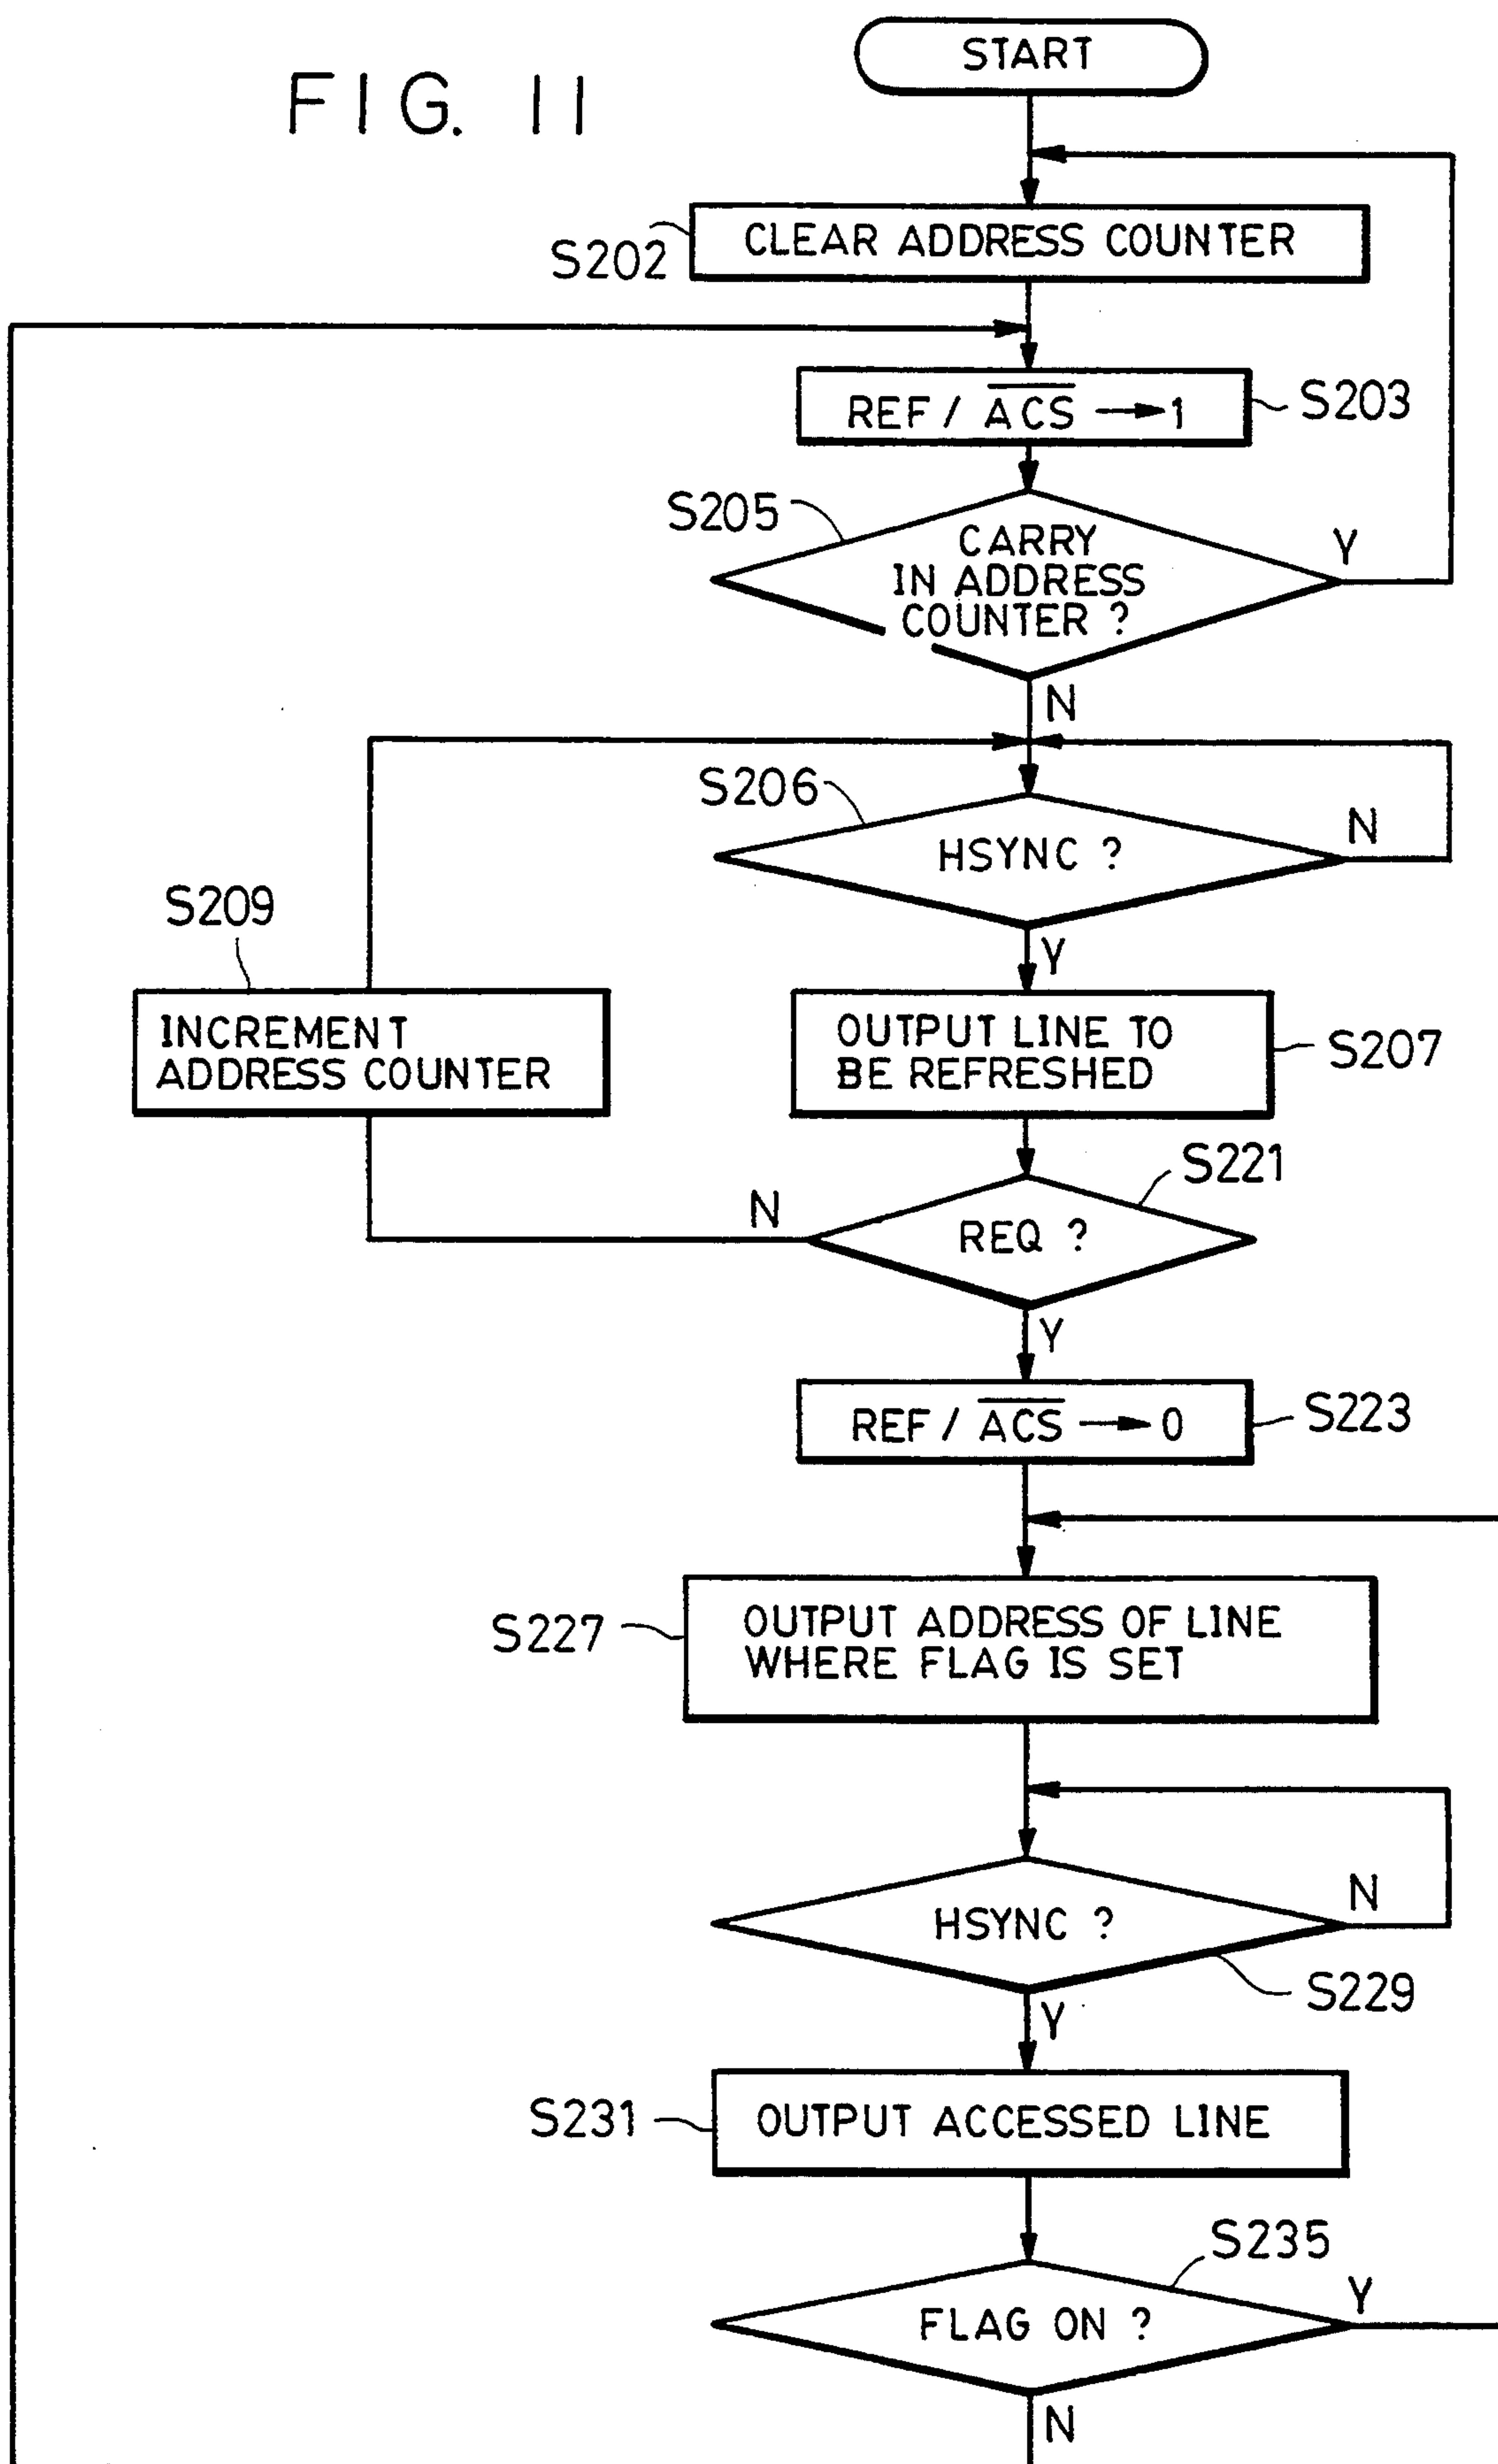 FIG. 11
START
S202
CLEAR ADDRESS COUNTER
REF / A̅C̅S̅ → 1
S203
S205
CARRY
IN ADDRESS
COUNTER ?
Y
N
S206
HSYNC ?
N
Y
S209
INCREMENT
ADDRESS COUNTER
OUTPUT LINE TO
BE REFRESHED
S207
S221
REQ ?
N
Y
REF / A̅C̅S̅ → 0
S223
S227
OUTPUT ADDRESS OF LINE
WHERE FLAG IS SET
HSYNC ?
N
S229
Y
S231
OUTPUT ACCESSED LINE
S235
FLAG ON ?
Y
N